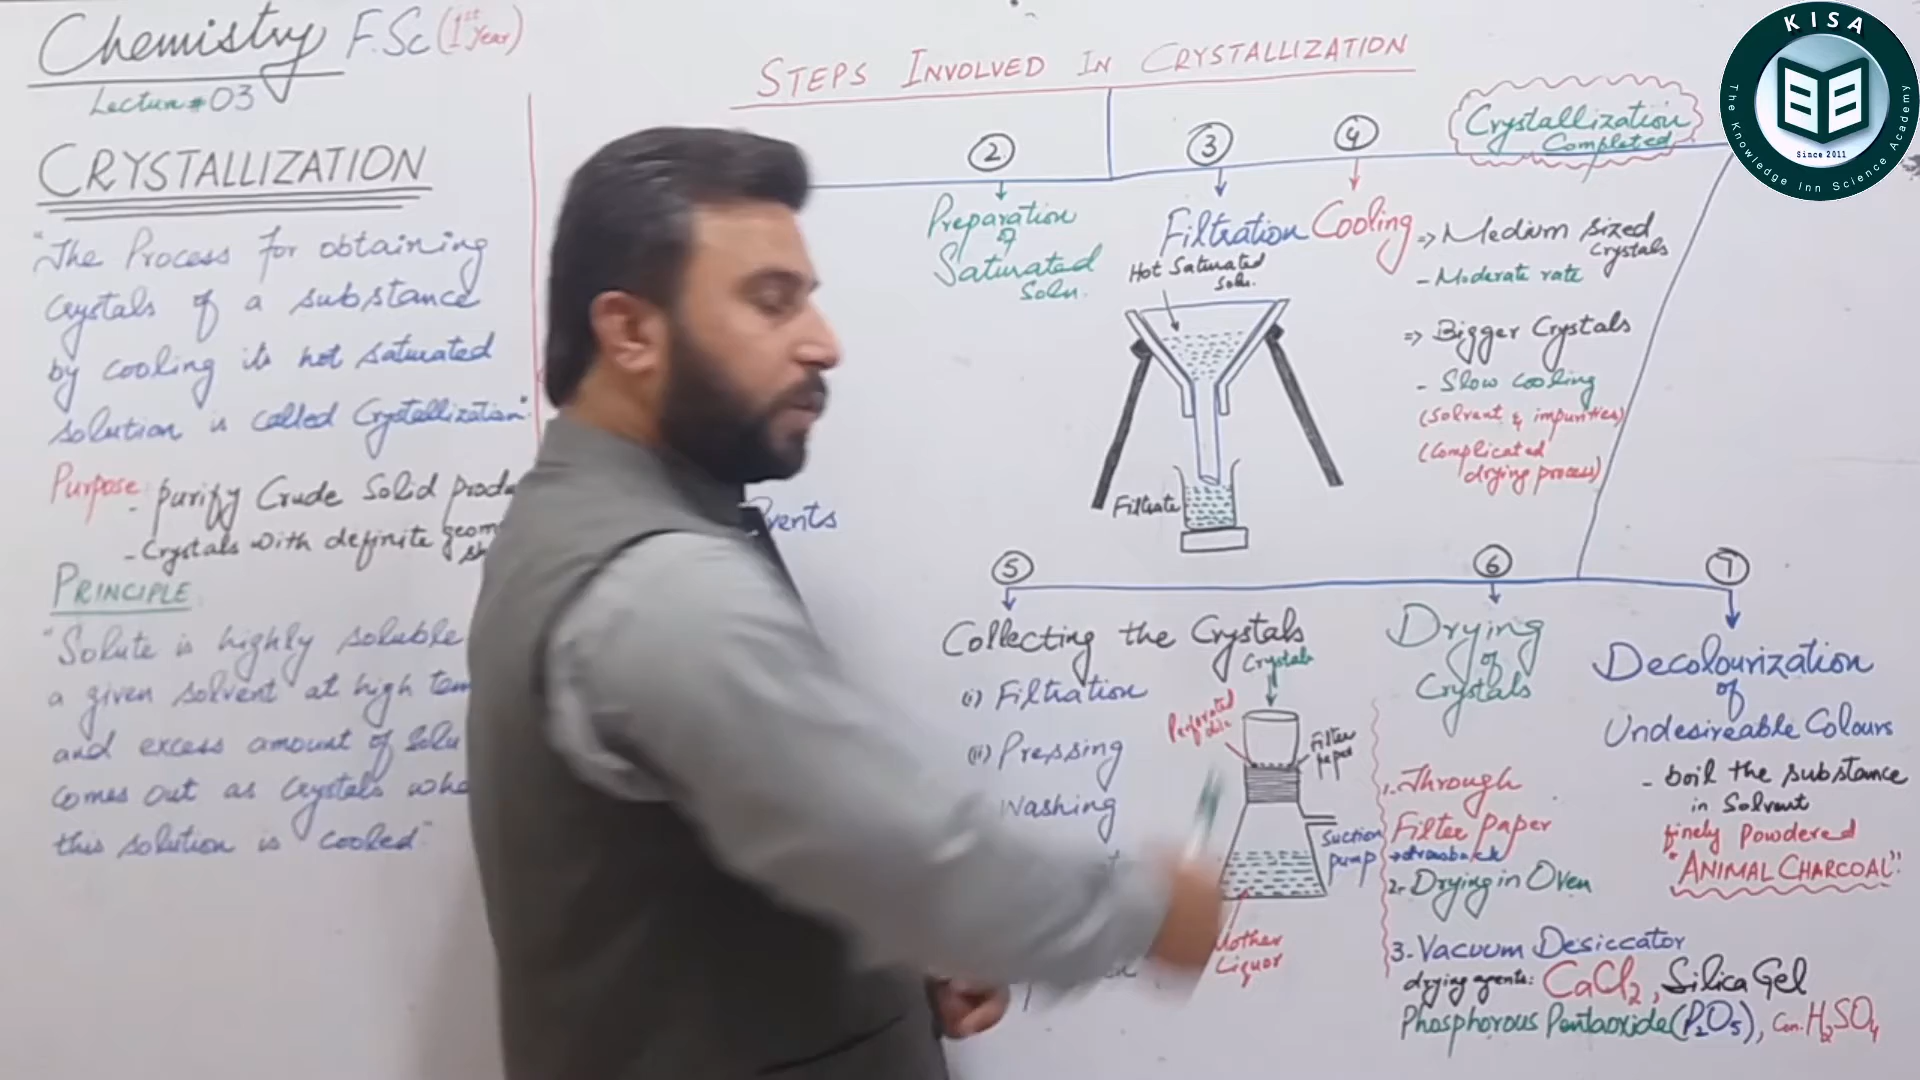 Chemistry F.Sc (1st Year)
Lecture # 03
CRYSTALLIZATION
"The Process for obtaining
Crystals of a substance
by cooling its hot saturated
solution is called Crystallization"
Purpose:
- purify Crude Solid
- Crystals with definite
PRINCIPLE
"Solute is highly soluble
a given solvent at high
and excess amount of
comes out as crystals
this solution is cooled"
STEPS INVOLVED IN CRYSTALLIZATION
Crystallization
Completed
2
Preparation
of
Saturated
Soln.
3
Filtration
Hot Saturated
Soln.
Filtrate
4
Cooling
=> Medium sized
Crystals
- Moderate rate
=> Bigger Crystals
- Slow cooling
(Solvent & impurities)
(Complicated
drying process)
5
Collecting the Crystals
(i) Filtration
(ii) Pressing
Washing
Crystals
Perforated
disc
Filter
paper
Suction
pump
Mother
Liquor
6
Drying
of
Crystals
1. Through
Filter Paper
→ drawback
2. Drying in Oven
3. Vacuum Desiccator
drying agents: CaCl2, Silica Gel
Phosphorous Pentaoxide (P2O5), Con. H2SO4
7
Decolourization
of
Undesireable Colours
- boil the substance
in Solvent
finely Powdered
"ANIMAL CHARCOAL"
KISA
Since 2011
The Knowledge Inn Science Academy